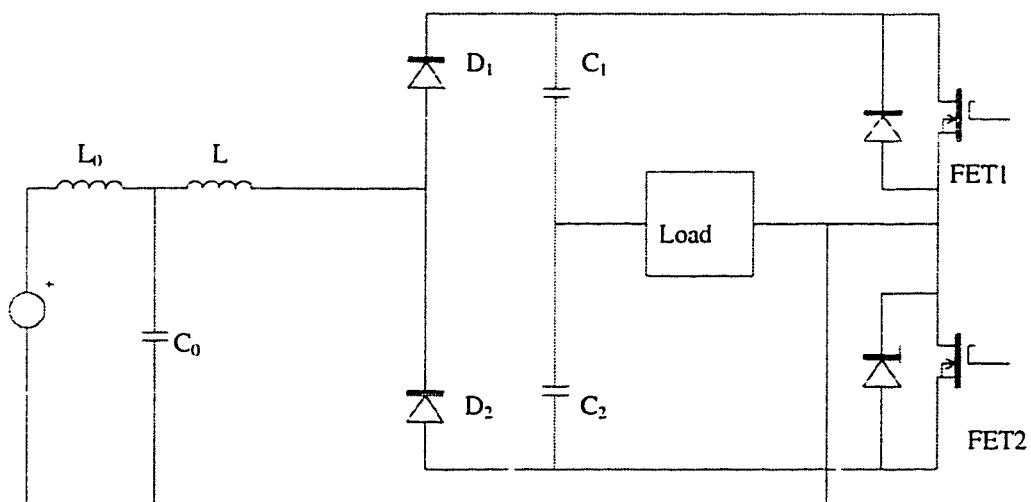 D₁
C₁
L₀
L
FET1
Load
+
C₀
D₂
C₂
FET2